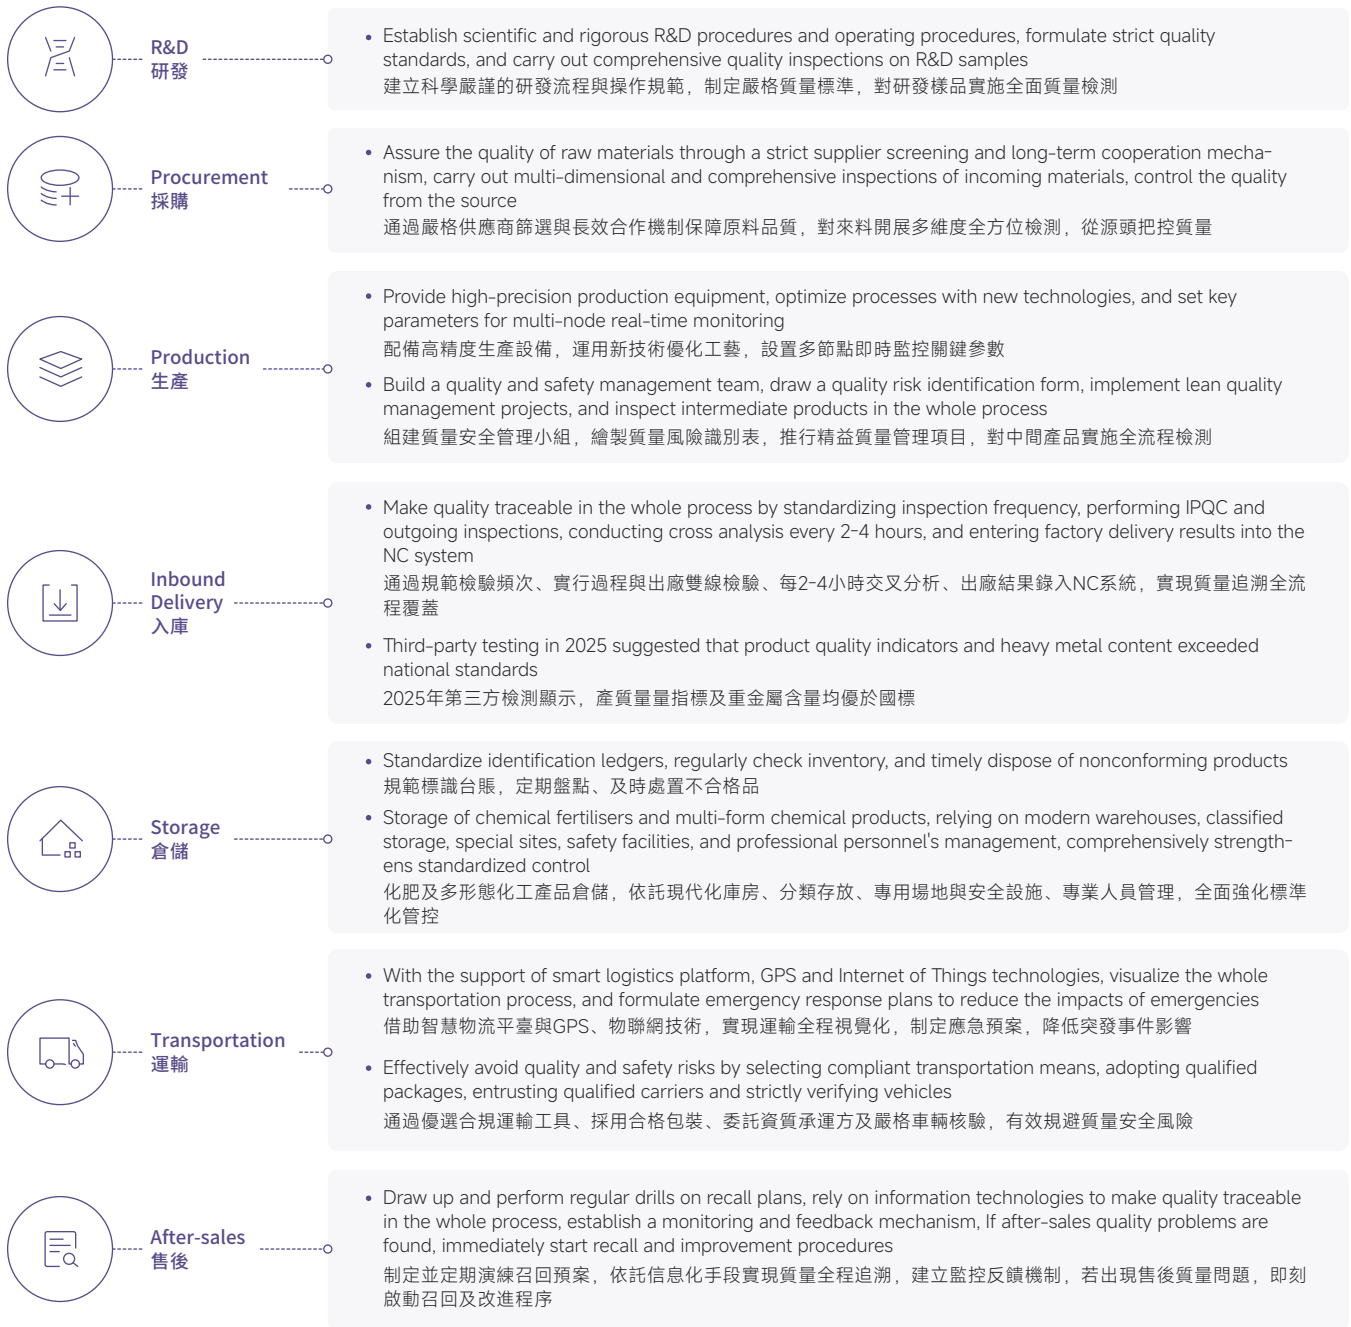 R&D
研發
• Establish scientific and rigorous R&D procedures and operating procedures, formulate strict quality
standards, and carry out comprehensive quality inspections on R&D samples
建立科學嚴謹的研發流程與操作規範，制定嚴格質量標準，對研發樣品實施全面質量檢測
Procurement
採購
• Assure the quality of raw materials through a strict supplier screening and long-term cooperation mecha-
nism, carry out multi-dimensional and comprehensive inspections of incoming materials, control the quality
from the source
通過嚴格供應商篩選與長效合作機制保障原料品質，對來料開展多維度全方位檢測，從源頭把控質量
Production
生產
• Provide high-precision production equipment, optimize processes with new technologies, and set key
parameters for multi-node real-time monitoring
配備高精度生產設備，運用新技術優化工藝，設置多節點即時監控關鍵參數
• Build a quality and safety management team, draw a quality risk identification form, implement lean quality
management projects, and inspect intermediate products in the whole process
組建質量安全管理小組，繪製質量風險識別表，推行精益質量管理項目，對中間產品實施全流程檢測
Inbound
Delivery
入庫
• Make quality traceable in the whole process by standardizing inspection frequency, performing IPQC and
outgoing inspections, conducting cross analysis every 2-4 hours, and entering factory delivery results into the
NC system
通過規範檢驗頻次、實行過程與出廠雙線檢驗、每2-4小時交叉分析、出廠結果錄入NC系統，實現質量追溯全流
程覆蓋
• Third-party testing in 2025 suggested that product quality indicators and heavy metal content exceeded
national standards
2025年第三方檢測顯示，產質量量指標及重金屬含量均優於國標
Storage
倉儲
• Standardize identification ledgers, regularly check inventory, and timely dispose of nonconforming products
規範標識台賬，定期盤點、及時處置不合格品
• Storage of chemical fertilisers and multi-form chemical products, relying on modern warehouses, classified
storage, special sites, safety facilities, and professional personnel's management, comprehensively strength-
ens standardized control
化肥及多形態化工產品倉儲，依託現代化庫房、分類存放、專用場地與安全設施、專業人員管理，全面強化標準
化管控
Transportation
運輸
• With the support of smart logistics platform, GPS and Internet of Things technologies, visualize the whole
transportation process, and formulate emergency response plans to reduce the impacts of emergencies
借助智慧物流平臺與GPS、物聯網技術，實現運輸全程視覺化，制定應急預案，降低突發事件影響
• Effectively avoid quality and safety risks by selecting compliant transportation means, adopting qualified
packages, entrusting qualified carriers and strictly verifying vehicles
通過優選合規運輸工具、採用合格包裝、委託資質承運方及嚴格車輛核驗，有效規避質量安全風險
After-sales
售後
• Draw up and perform regular drills on recall plans, rely on information technologies to make quality traceable
in the whole process, establish a monitoring and feedback mechanism, If after-sales quality problems are
found, immediately start recall and improvement procedures
制定並定期演練召回預案，依託信息化手段實現質量全程追溯，建立監控反饋機制，若出現售後質量問題，即刻
啟動召回及改進程序